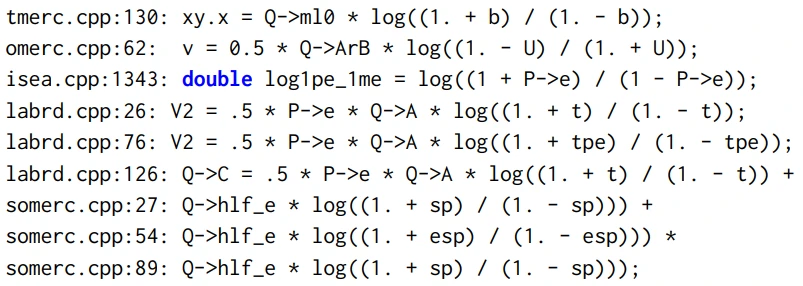 tmerc.cpp:130: xy.x = Q->ml0 * log((1. + b) / (1. - b));
omerc.cpp:62:  v = 0.5 * Q->ArB * log((1. - U) / (1. + U));
isea.cpp:1343: double log1pe_1me = log((1 + P->e) / (1 - P->e));
labrd.cpp:26: V2 = .5 * P->e * Q->A * log((1. + t) / (1. - t));
labrd.cpp:76: V2 = .5 * P->e * Q->A * log((1. + tpe) / (1. - tpe));
labrd.cpp:126: Q->C = .5 * P->e * Q->A * log((1. + t) / (1. - t)) +
somerc.cpp:27: Q->hlf_e * log((1. + sp) / (1. - sp))) +
somerc.cpp:54: Q->hlf_e * log((1. + esp) / (1. - esp))) *
somerc.cpp:89: Q->hlf_e * log((1. + sp) / (1. - sp)));